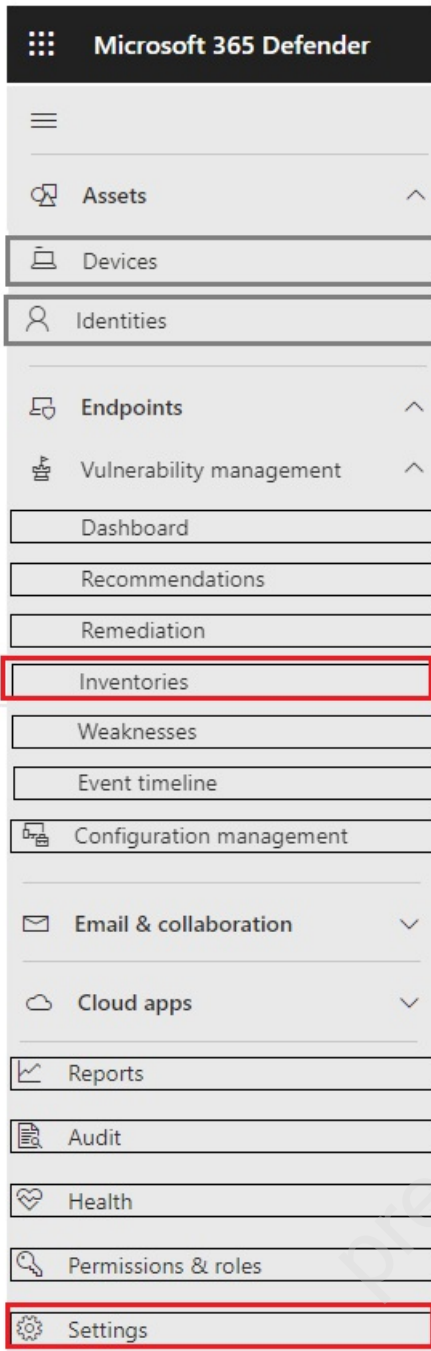 Microsoft 365 Defender
Assets
Devices
Identities
Endpoints
Vulnerability management
Dashboard
Recommendations
Remediation
Inventories
Weaknesses
Event timeline
Configuration management
Email & collaboration
Cloud apps
Reports
Audit
Health
Permissions & roles
Settings